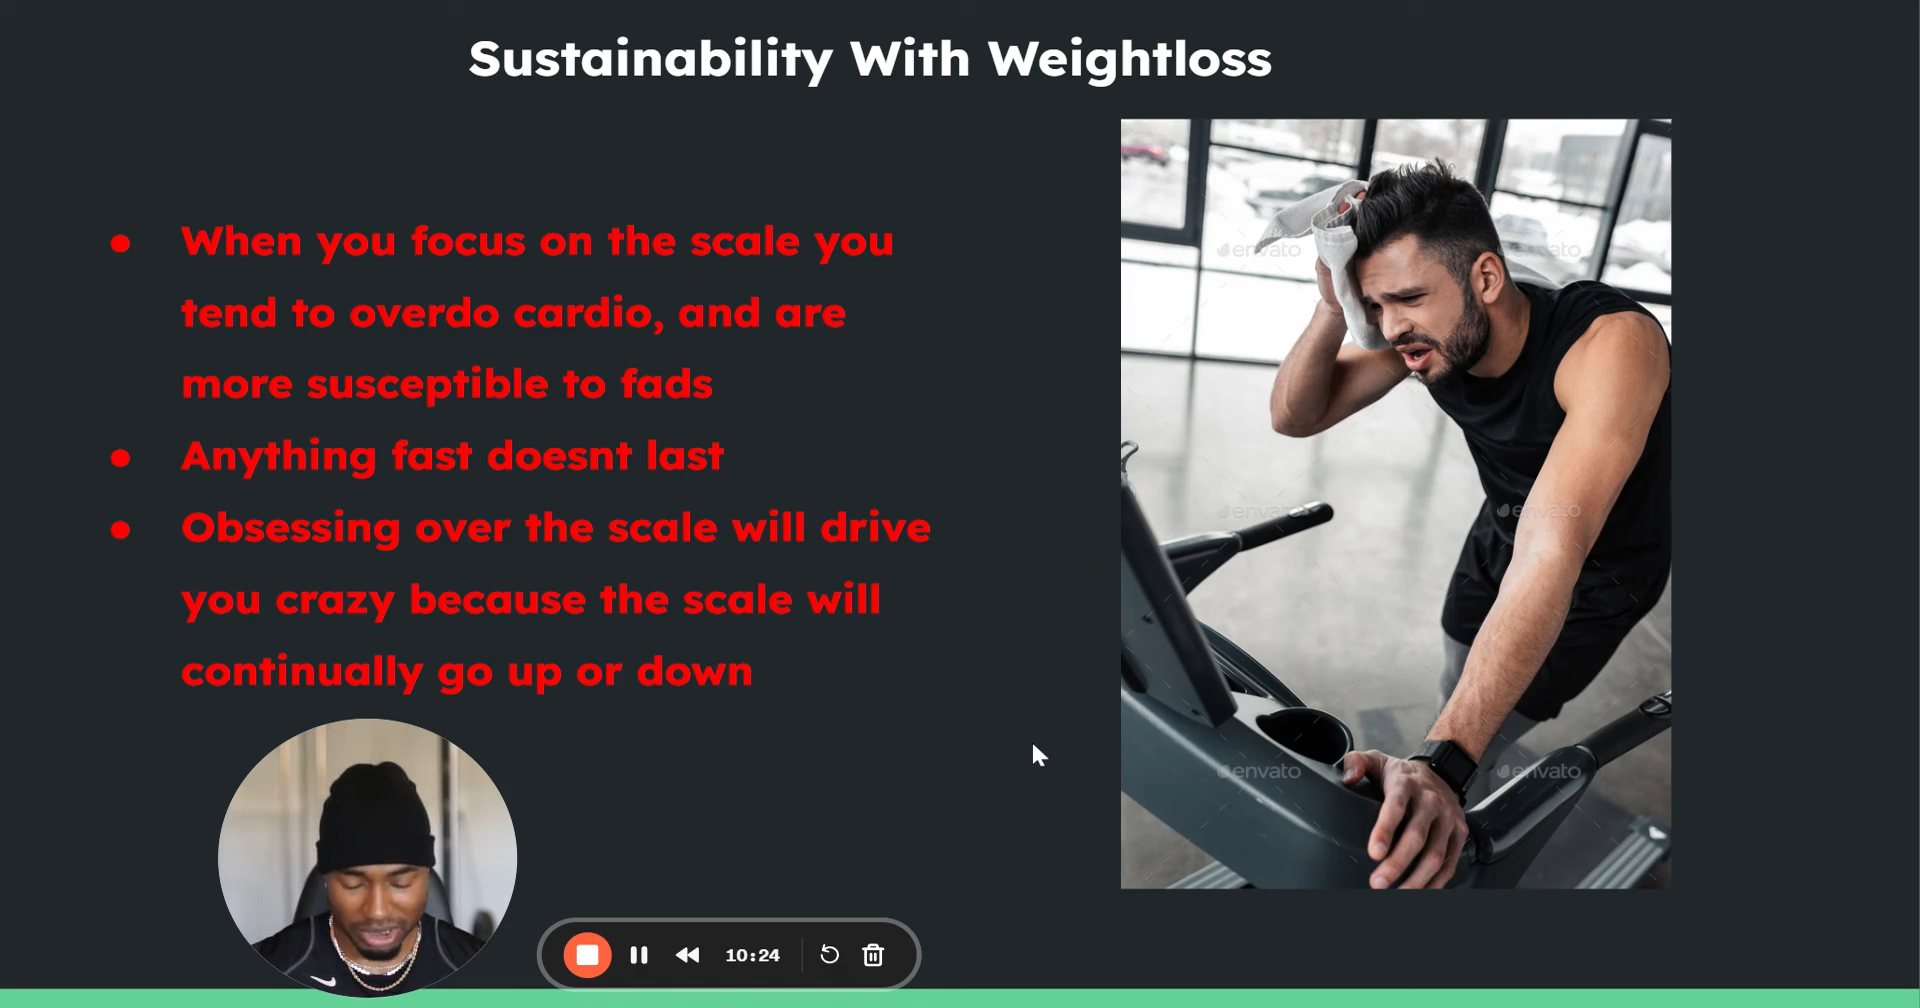 Sustainability With Weightloss
● When you focus on the scale you
tend to overdo cardio, and are
more susceptible to fads
● Anything fast doesnt last
● Obsessing over the scale will drive
you crazy because the scale will
continually go up or down
envato
envato
envato
envato
envato
envato
10:24